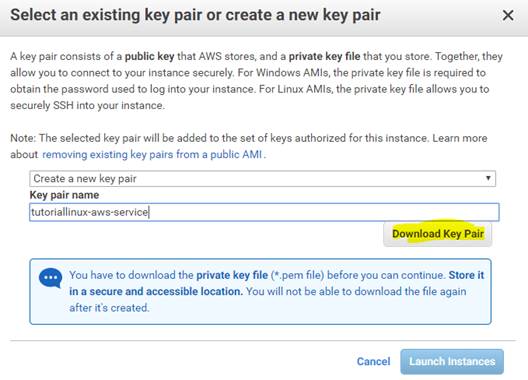 Select an existing key pair or create a new key pair
A key pair consists of a public key that AWS stores, and a private key file that you store. Together, they
allow you to connect to your instance securely. For Windows AMIs, the private key file is required to
obtain the password used to log into your instance. For Linux AMIs, the private key file allows you to
securely SSH into your instance.
Note: The selected key pair will be added to the set of keys authorized for this instance. Learn more
about removing existing key pairs from a public AMI .
Create a new key pair
Key pair name
tutoriallinux-aws-service
Download Key Pair
You have to download the private key file (*.pem file) before you can continue. Store it
in a secure and accessible location. You will not be able to download the file again
after it's created.
Cancel Launch Instances